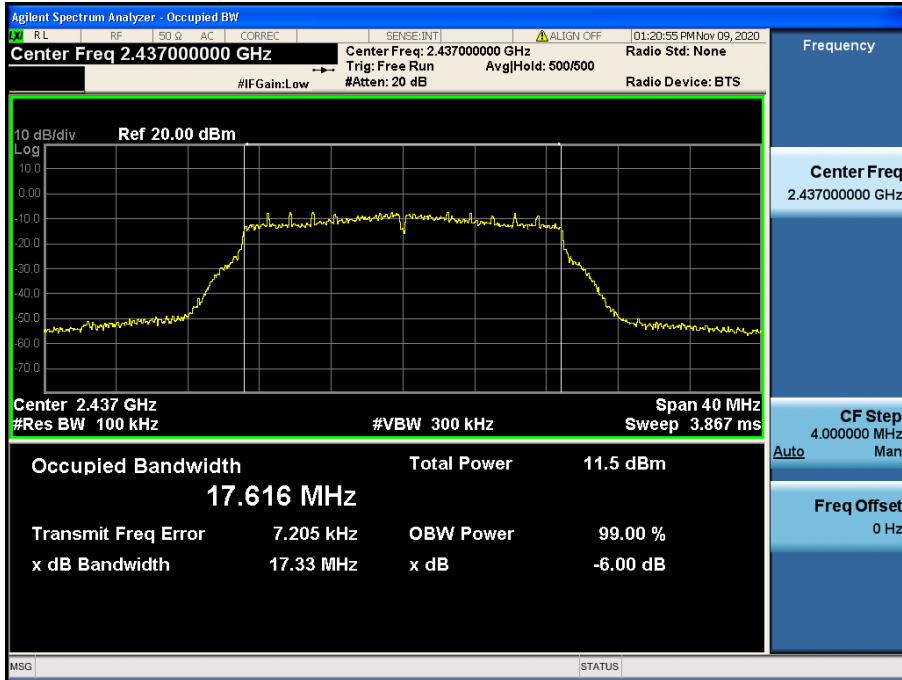 Agilent Spectrum Analyzer - Occupied BW
LXI RL RF 50 Ω AC CORREC SENSE:INT ALIGN OFF 01:20:55 PM Nov 09, 2020
Center Freq 2.437000000 GHz
Center Freq: 2.437000000 GHz Radio Std: None
Trig: Free Run Avg|Hold: 500/500
#IFGain:Low #Atten: 20 dB Radio Device: BTS
10 dB/div Ref 20.00 dBm
Log
10.0
0.00
-10.0
-20.0
-30.0
-40.0
-50.0
-60.0
-70.0
Center 2.437 GHz Span 40 MHz
#Res BW 100 kHz #VBW 300 kHz Sweep 3.867 ms
Occupied Bandwidth Total Power 11.5 dBm
17.616 MHz
Transmit Freq Error 7.205 kHz OBW Power 99.00 %
x dB Bandwidth 17.33 MHz x dB -6.00 dB
MSG STATUS
Frequency
Center Freq
2.437000000 GHz
CF Step
4.000000 MHz
Auto Man
Freq Offset
0 Hz